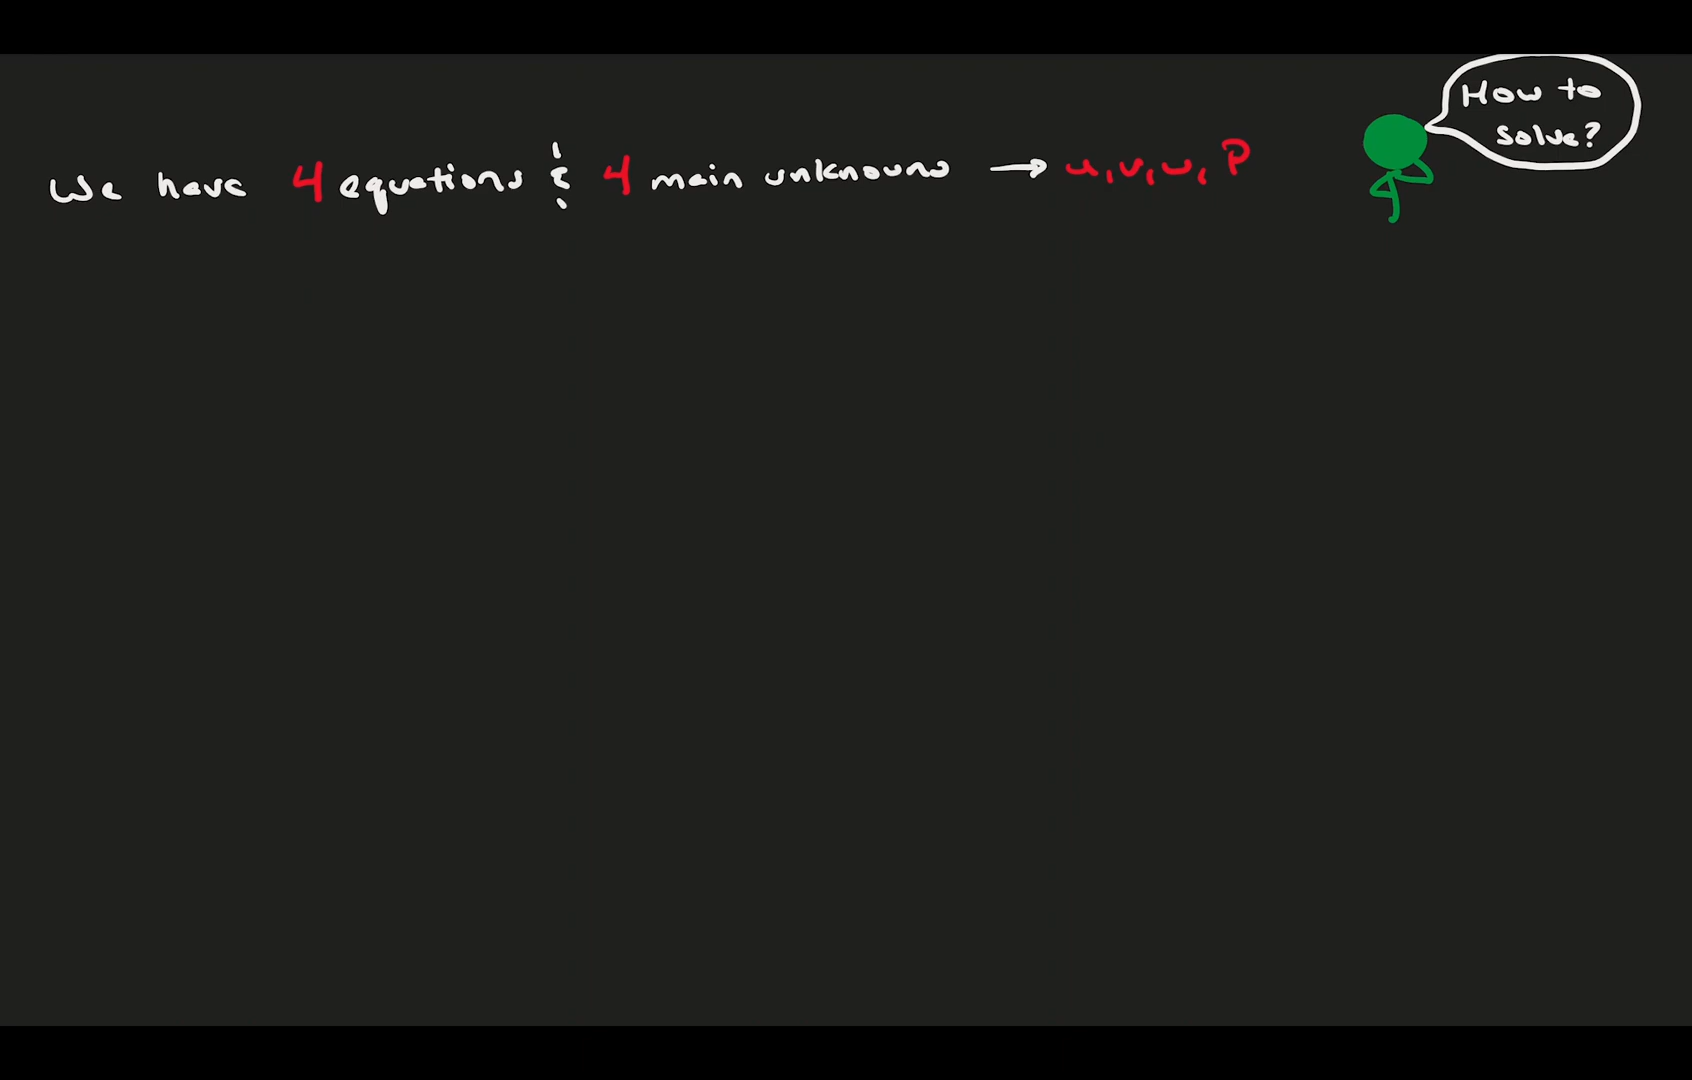 We have 4 equations & 4 main unknowns → u, v, w, P
How to
solve?